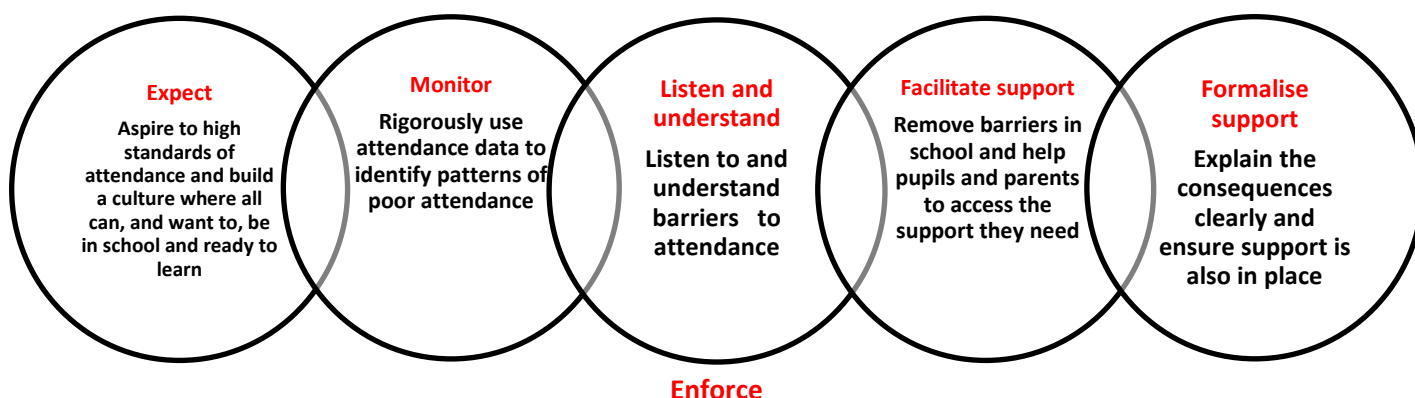 Expect
Aspire to high
standards of
attendance and build
a culture where all
can, and want to, be
in school and ready to
learn
Monitor
Rigorously use
attendance data to
identify patterns of
poor attendance
Listen and
understand
Listen to and
understand
barriers to
attendance
Facilitate support
Remove barriers in
school and help
pupils and parents
to access the
support they need
Formalise
support
Explain the
consequences
clearly and
ensure support is
also in place
Enforce